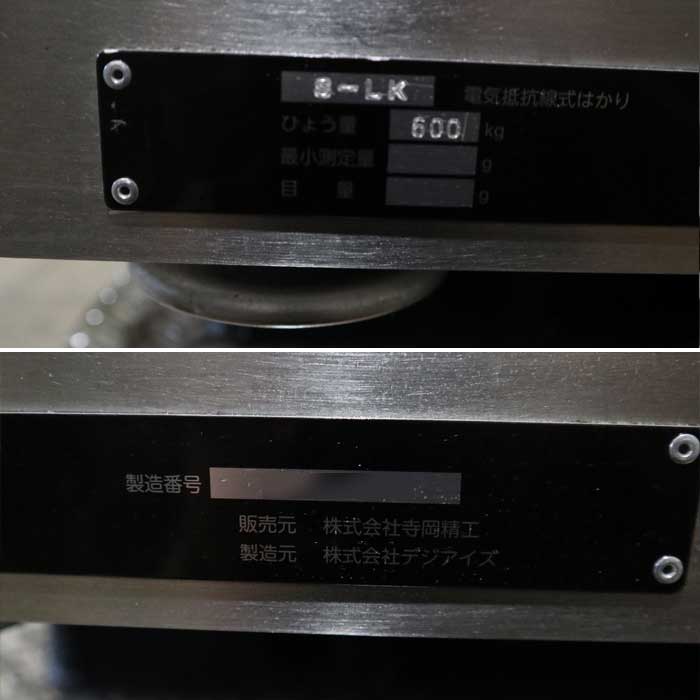 S-LK 電気抵抗線式はかり
ひょう量 600 kg
最小測定量 g
目 量 g
製造番号
販売元 株式会社寺岡精工
製造元 株式会社デジアイズ